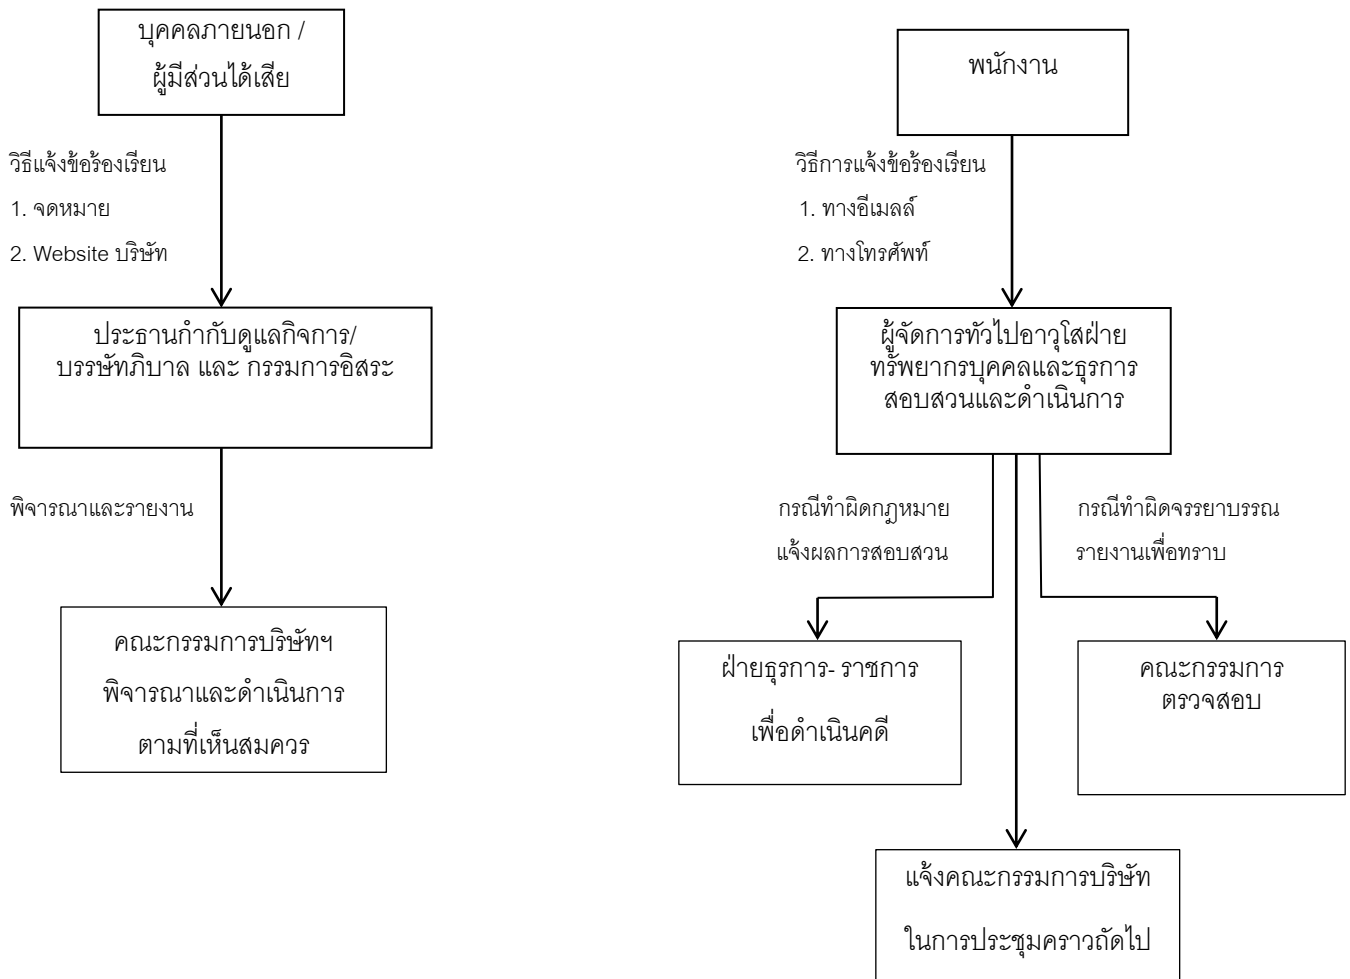 บุคคลภายนอก /
ผู้มีส่วนได้เสีย
วิธีแจ้งข้อร้องเรียน
1. จดหมาย
2. Website บริษัท
ประธานกำกับดูแลกิจการ/
บรรษัทภิบาล และ กรรมการอิสระ
พิจารณาและรายงาน
คณะกรรมการบริษัทฯ
พิจารณาและดำเนินการ
ตามที่เห็นสมควร
พนักงาน
วิธีการแจ้งข้อร้องเรียน
1. ทางอีเมลล์
2. ทางโทรศัพท์
ผู้จัดการทั่วไปอาวุโสฝ่าย
ทรัพยากรบุคคลและธุรการ
สอบสวนและดำเนินการ
กรณีทำผิดกฎหมาย
แจ้งผลการสอบสวน
กรณีทำผิดจรรยาบรรณ
รายงานเพื่อทราบ
ฝ่ายธุรการ- ราชการ
เพื่อดำเนินคดี
คณะกรรมการ
ตรวจสอบ
แจ้งคณะกรรมการบริษัท
ในการประชุมคราวถัดไป